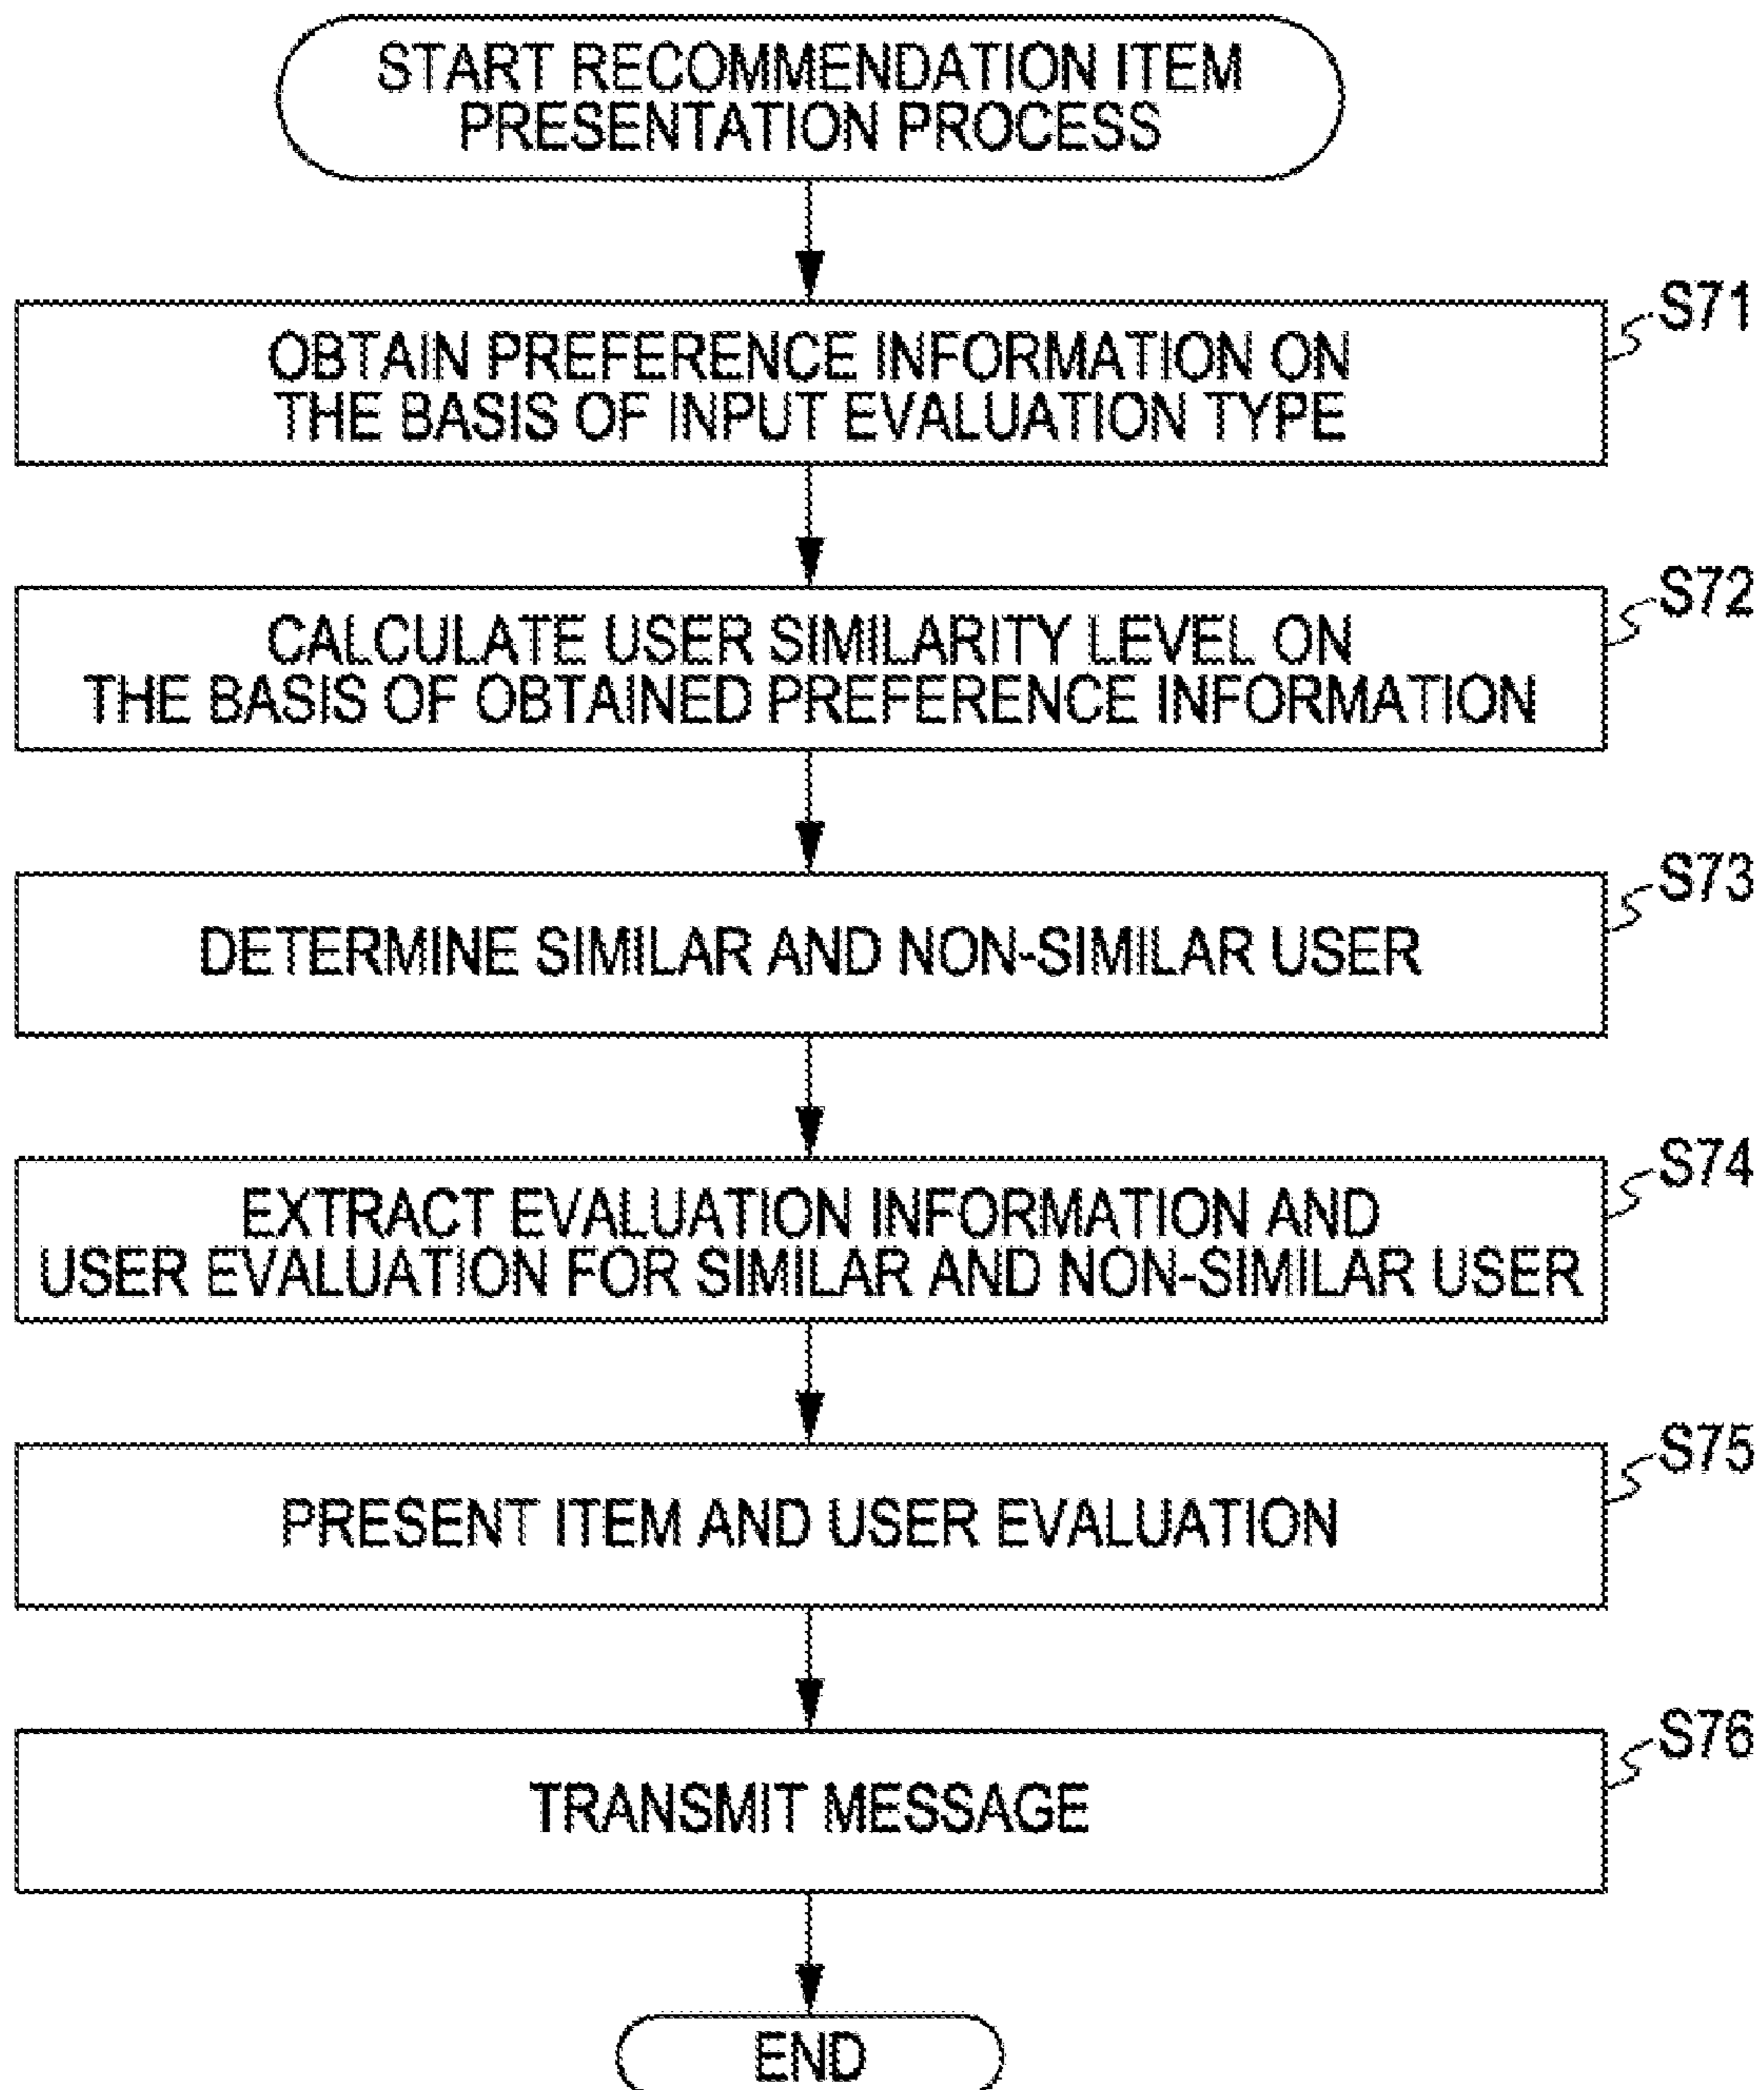 START RECOMMENDATION ITEM
PRESENTATION PROCESS
S71
OBTAIN PREFERENCE INFORMATION ON
THE BASIS OF INPUT EVALUATION TYPE
S72
CALCULATE USER SIMILARITY LEVEL ON
THE BASIS OF OBTAINED PREFERENCE INFORMATION
S73
DETERMINE SIMILAR AND NON-SIMILAR USER
S74
EXTRACT EVALUATION INFORMATION AND
USER EVALUATION FOR SIMILAR AND NON-SIMILAR USER
S75
PRESENT ITEM AND USER EVALUATION
S76
TRANSMIT MESSAGE
END